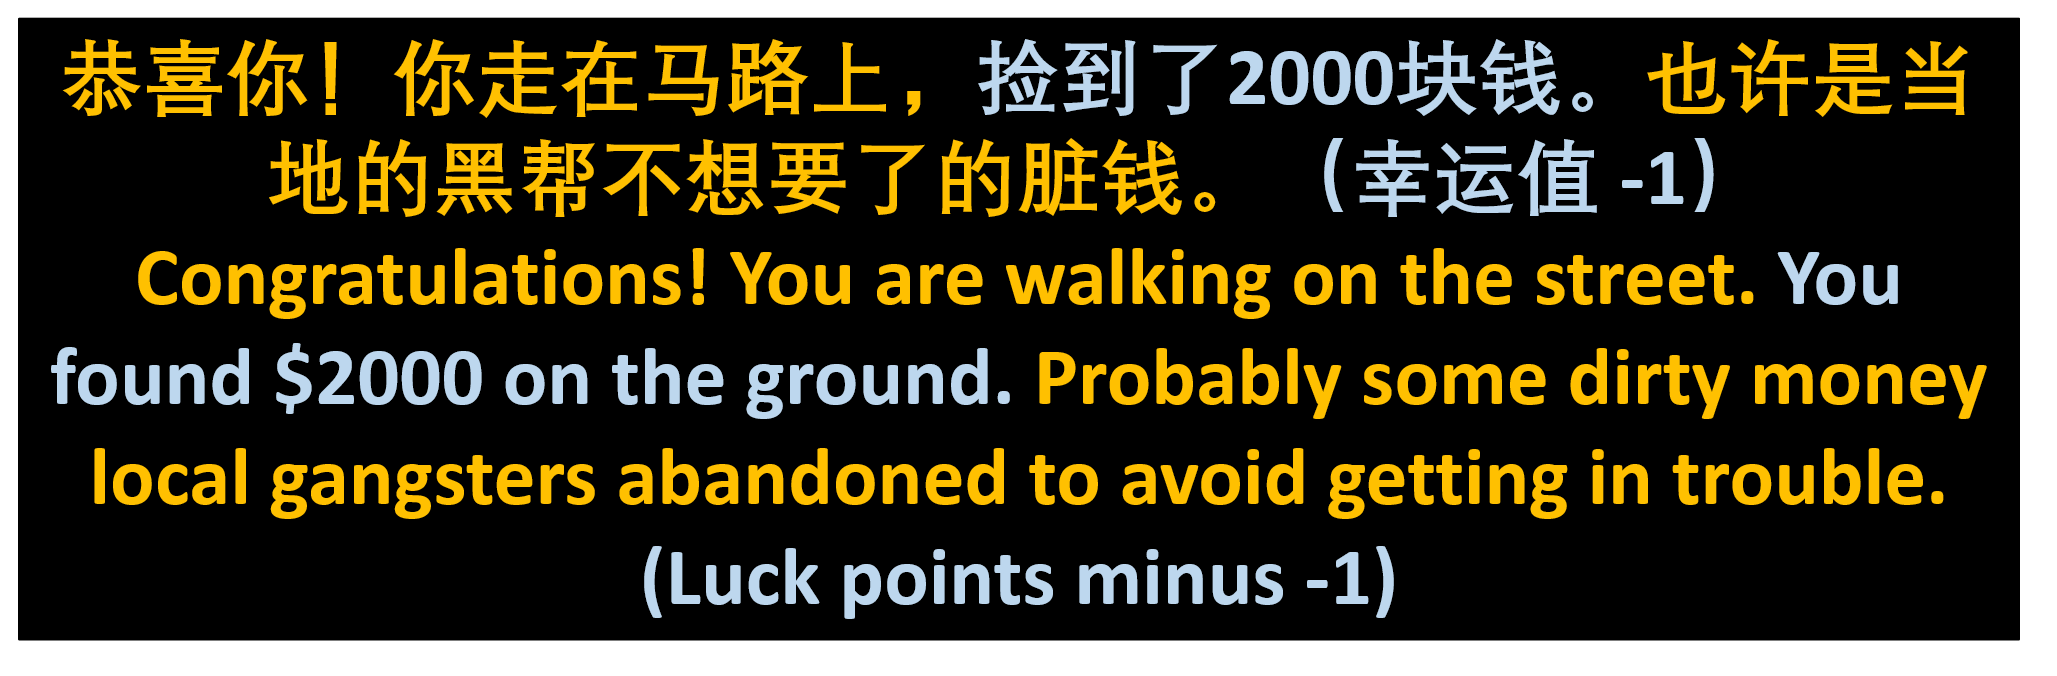 恭喜你！你走在马路上，捡到了2000块钱。也许是当
地的黑帮不想要了的脏钱。（幸运值 -1）
Congratulations! You are walking on the street. You
found $2000 on the ground. Probably some dirty money
local gangsters abandoned to avoid getting in trouble.
(Luck points minus -1)